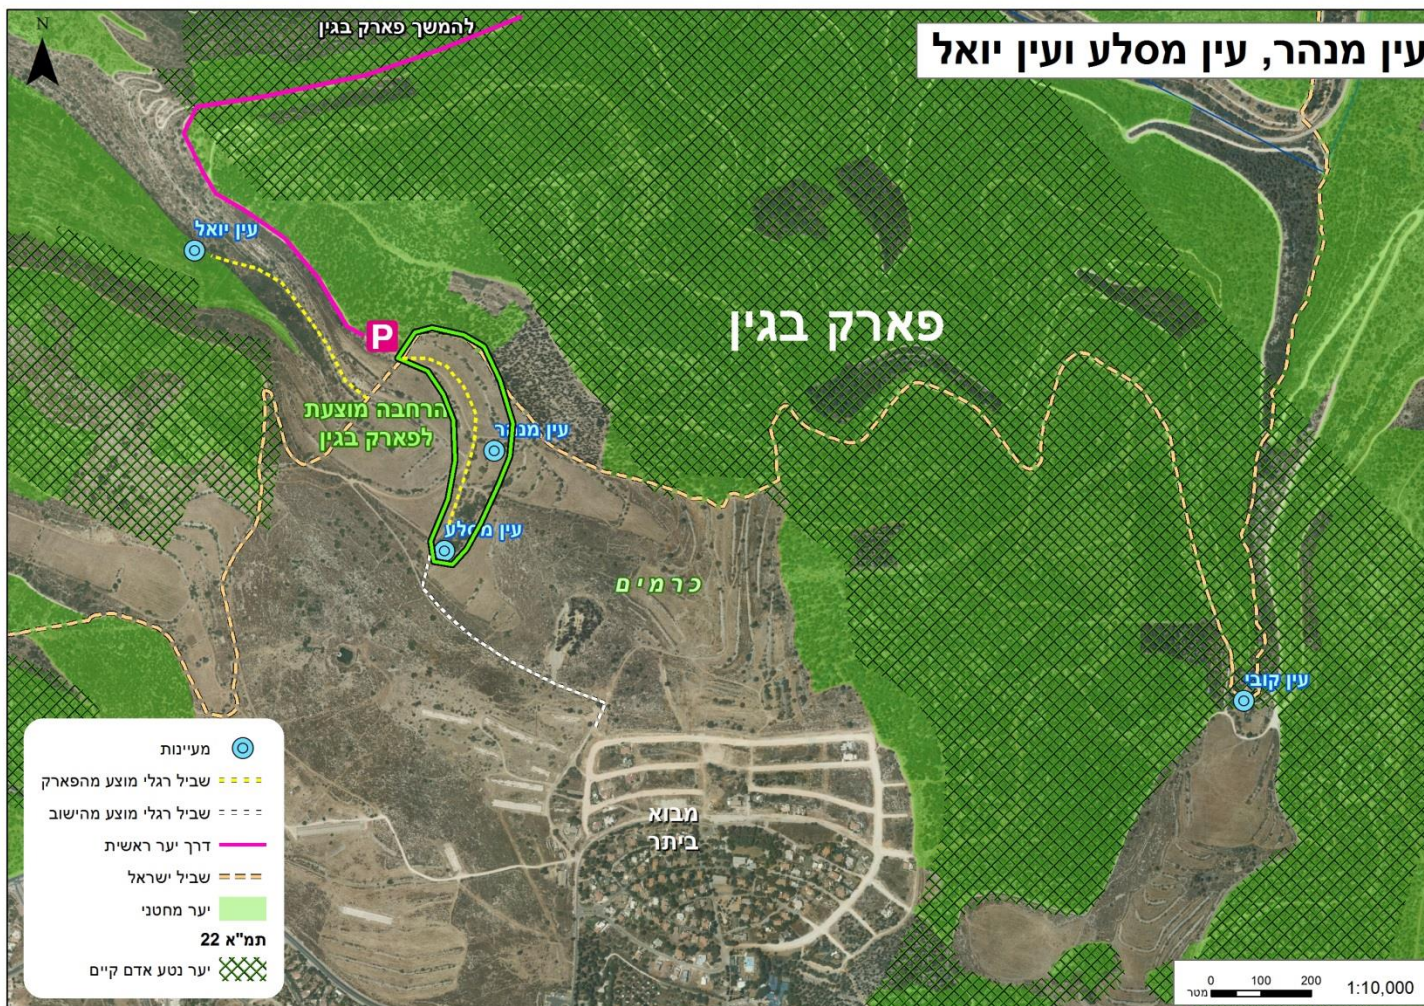 N
להמשך פארק בגין
עין מנהר, עין מסלע ועין יואל
עין יואל
P
פארק בגין
הרחבה מוצעת
לפארק בגין
עין מנהר
עין מסלע
כרמים
עין קובי
מבוא
ביתר
מעיינות
שביל רגלי מוצע מהפארק
שביל רגלי מוצע מהישוב
דרך יער ראשית
שביל ישראל
יער מחטני
תמ"א 22
יער נטע אדם קיים
0 100 200
מטר
1:10,000